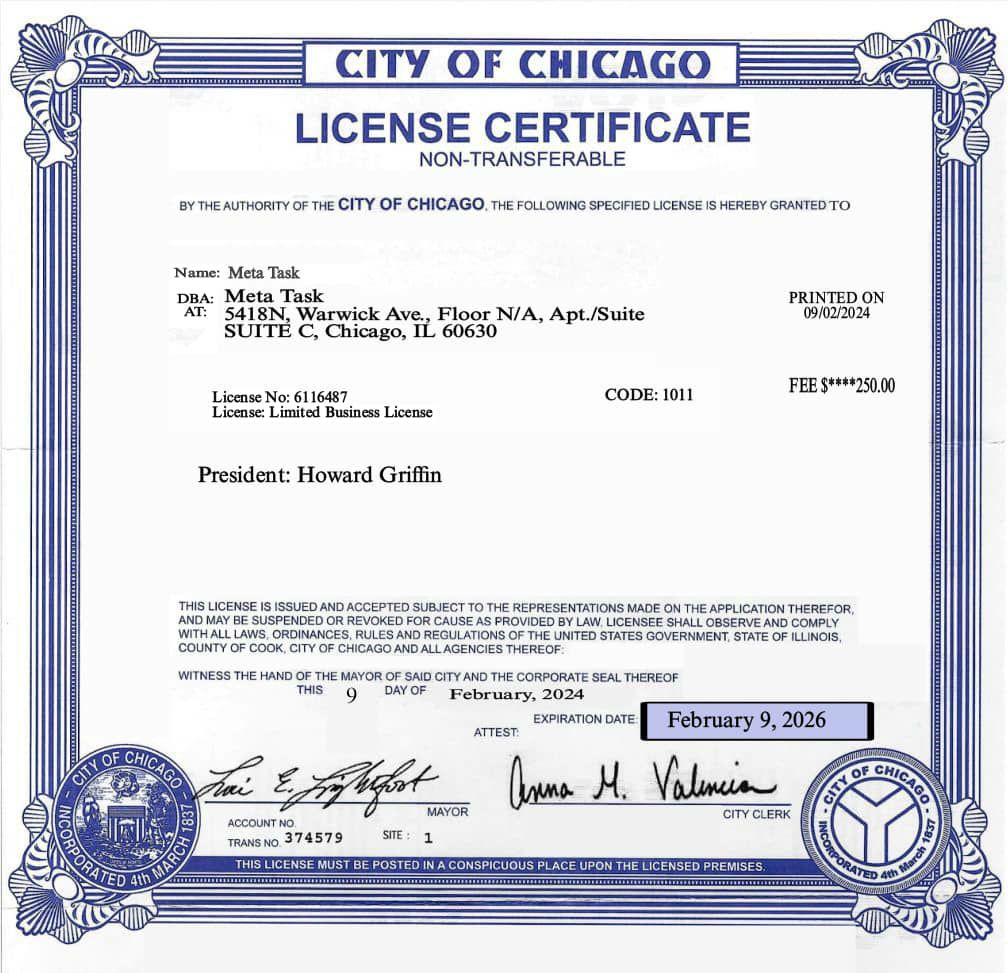 CITY OF CHICAGO
LICENSE CERTIFICATE
NON-TRANSFERABLE
BY THE AUTHORITY OF THE CITY OF CHICAGO, THE FOLLOWING SPECIFIED LICENSE IS HEREBY GRANTED TO
Name: Meta Task
DBA: Meta Task
AT: 5418N, Warwick Ave., Floor N/A, Apt./Suite
SUITE C, Chicago, IL 60630
PRINTED ON
09/02/2024
License No: 6116487
License: Limited Business License
CODE: 1011
FEE $****250.00
President: Howard Griffin
THIS LICENSE IS ISSUED AND ACCEPTED SUBJECT TO THE REPRESENTATIONS MADE ON THE APPLICATION THEREFOR,
AND MAY BE SUSPENDED OR REVOKED FOR CAUSE AS PROVIDED BY LAW. LICENSEE SHALL OBSERVE AND COMPLY
WITH ALL LAWS, ORDINANCES, RULES AND REGULATIONS OF THE UNITED STATES GOVERNMENT, STATE OF ILLINOIS,
COUNTY OF COOK, CITY OF CHICAGO AND ALL AGENCIES THEREOF:
WITNESS THE HAND OF THE MAYOR OF SAID CITY AND THE CORPORATE SEAL THEREOF
THIS 9 DAY OF February, 2024
EXPIRATION DATE: February 9, 2026
ATTEST:
Lori E. Lightfoot
Anna M. Valencia
MAYOR
CITY CLERK
ACCOUNT NO.
TRANS NO. 374579 SITE : 1
THIS LICENSE MUST BE POSTED IN A CONSPICUOUS PLACE UPON THE LICENSED PREMISES.
CITY OF CHICAGO
INCORPORATED 4th MARCH 1837
CITY OF CHICAGO
INCORPORATED 4th March 1837